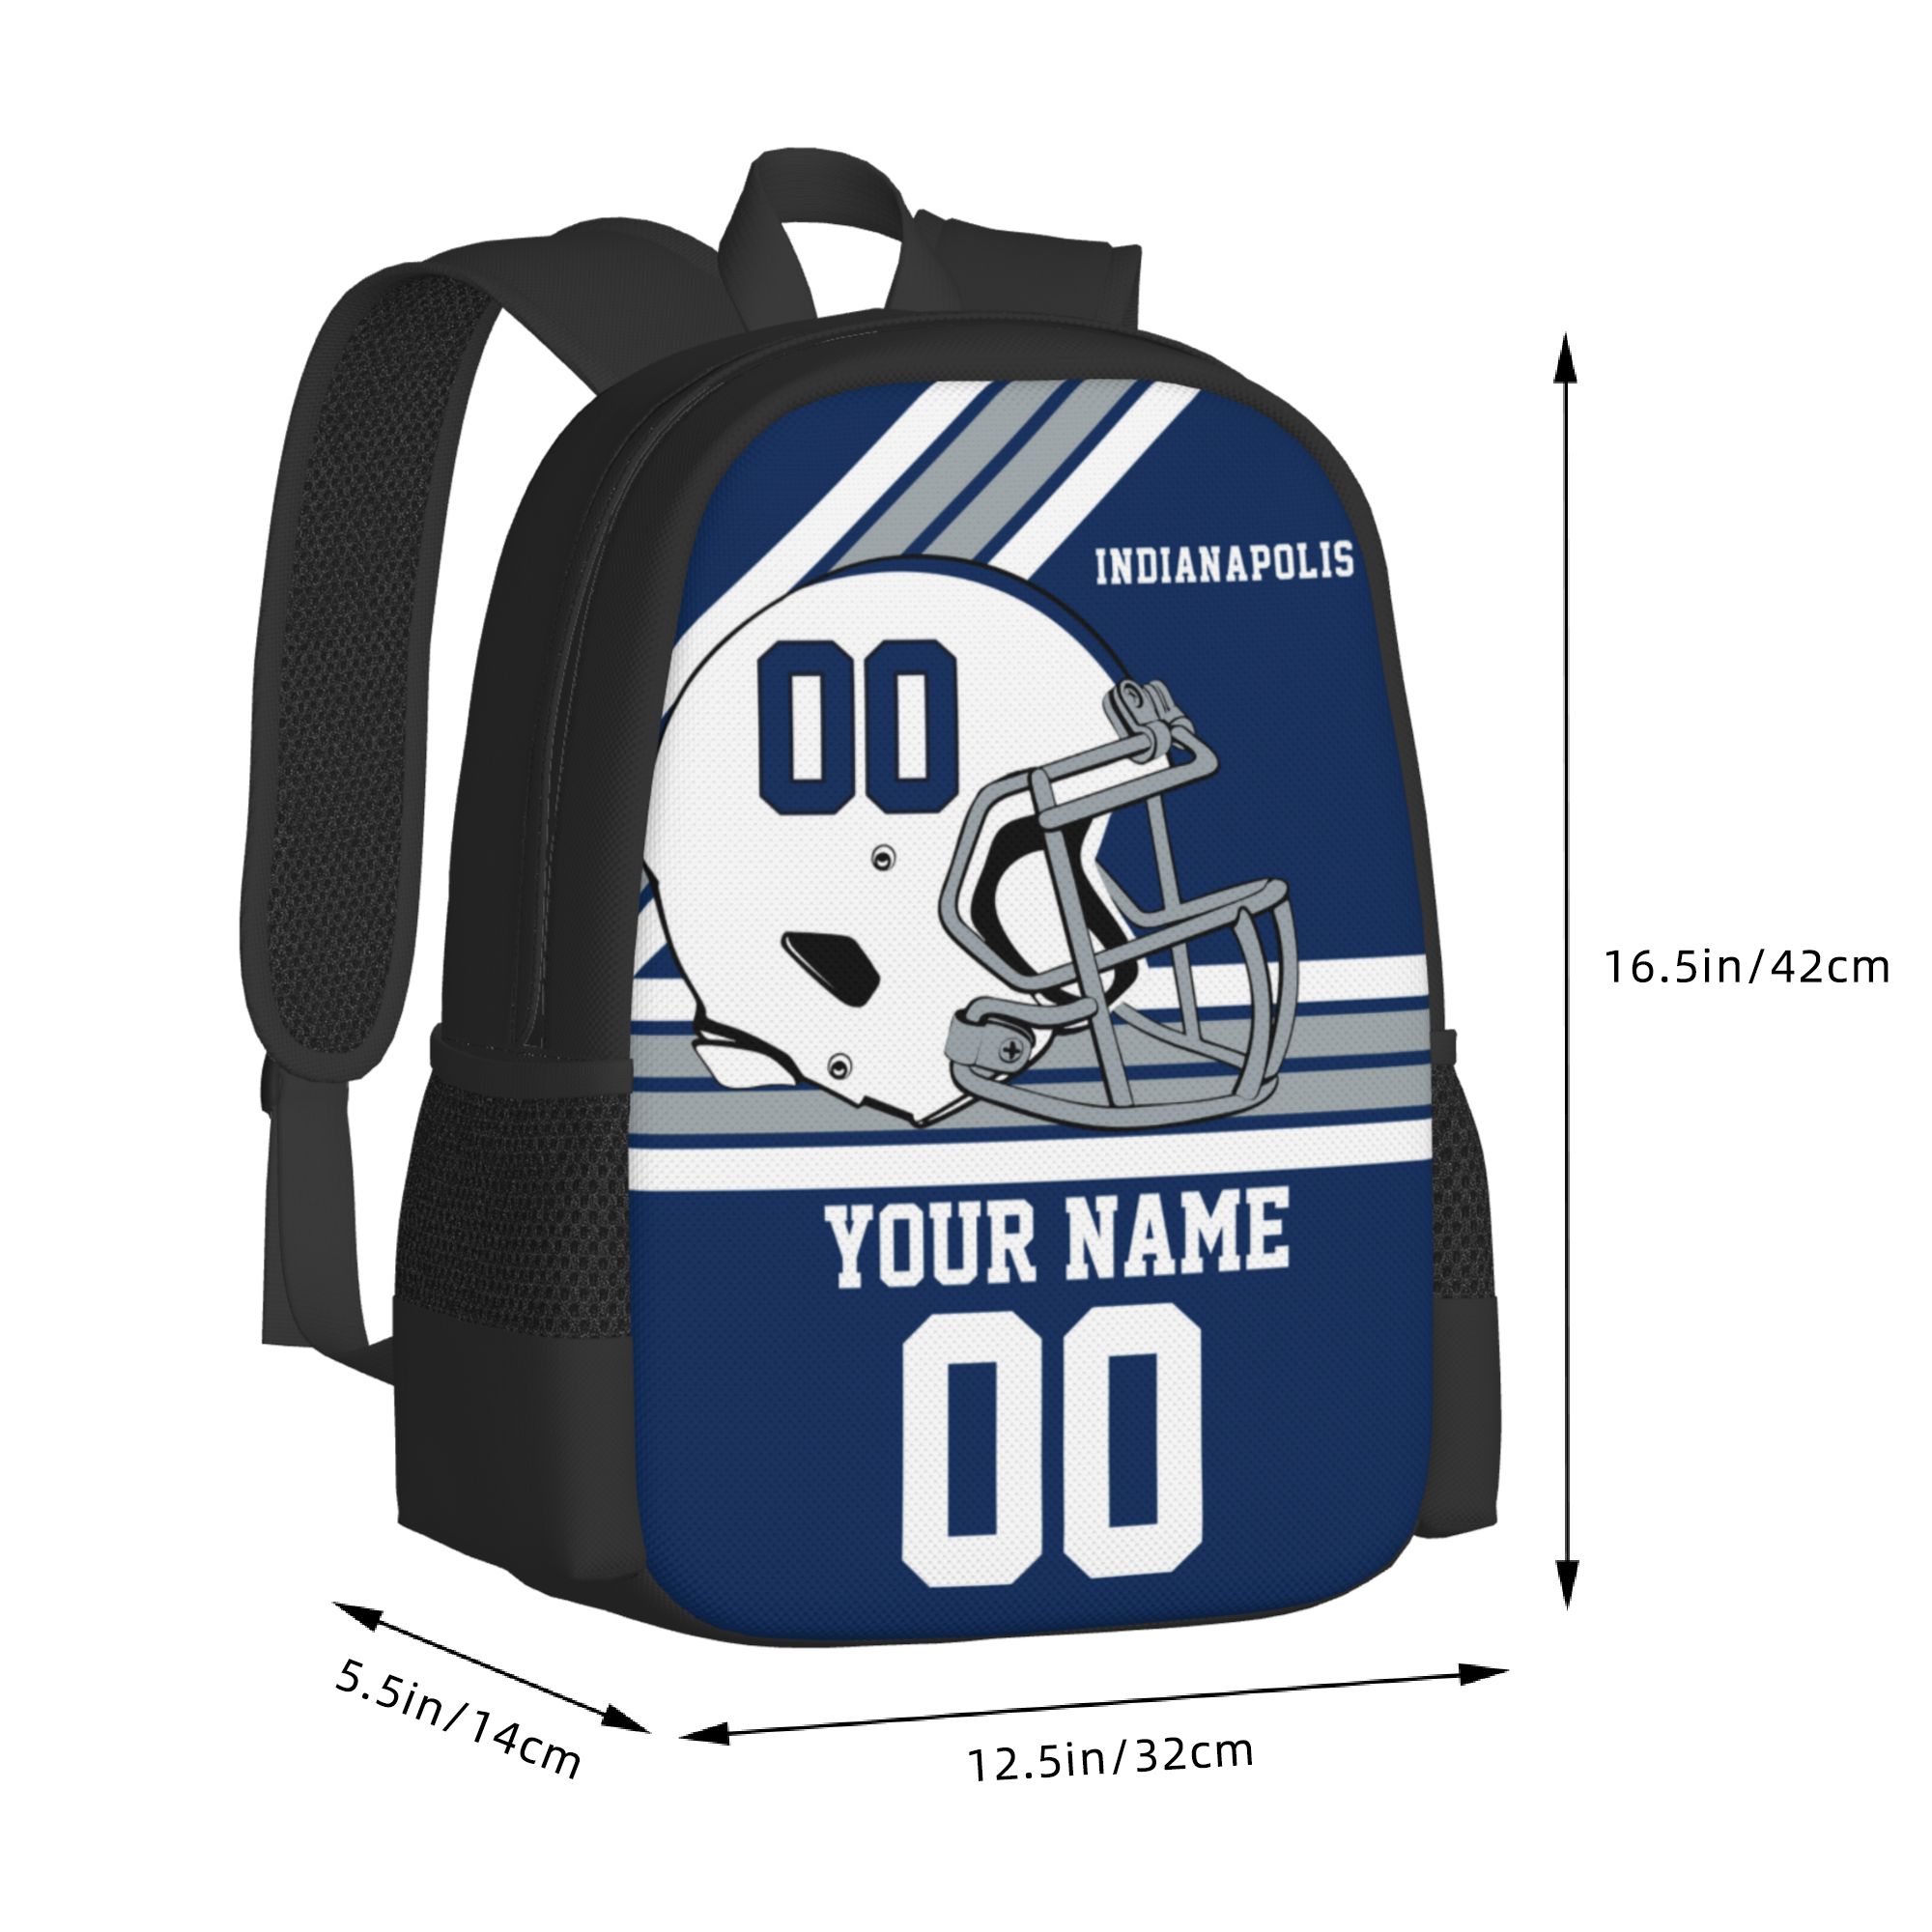 INDIANAPOLIS
00
16.5in/42cm
YOUR NAME
00
5.5in/14cm
12.5in/32cm